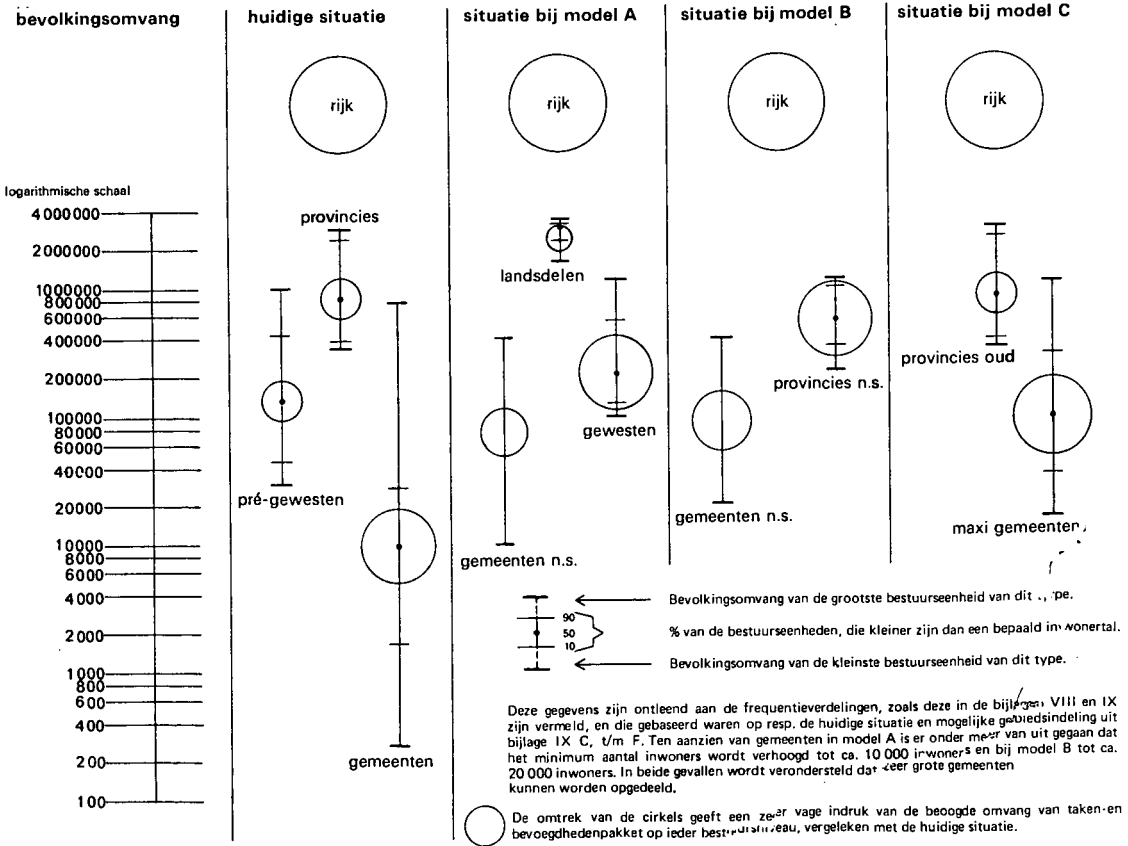 bevolkingsomvang
huidige situatie
situatie bij model A
situatie bij model B
situatie bij model C
rijk
rijk
rijk
rijk
logarithmische schaal
4000000
2000000
1000000
800000
600000
400000
200000
100000
80000
60000
40000
20000
10000
8000
6000
4000
2000
1000
800
600
400
200
100
provincies
pré-gewesten
gemeenten
landsdelen
gewesten
gemeenten n.s.
provincies n.s.
gemeenten n.s.
provincies oud
maxi gemeenten
90
50
10
Bevolkingsomvang van de grootste bestuurseenheid van dit
% van de bestuurseenheden, die kleiner zijn dan een bepaald inwonertal.
Bevolkingsomvang van de kleinste bestuurseenheid van dit type.
Deze gegevens zijn ontleend aan de frequentieverdelingen, zoals deze in de bijlagen VIII en IX
zijn vermeld, en die gebaseerd waren op resp. de huidige situatie en mogelijke gebiedsindeling uit
bijlage IX C, t/m F. Ten aanzien van gemeenten in model A is er onder meer van uit gegaan dat
het minimum aantal inwoners wordt verhoogd tot ca. 10 000 inwoners en bij model B tot ca.
20 000 inwoners. In beide gevallen wordt verondersteld dat zeer grote gemeenten
kunnen worden opgedeeld.
De omtrek van de cirkels geeft een zeer vage indruk van de beoogde omvang van taken-en
bevoegdhedenpakket op ieder vergeleken met de huidige situatie.